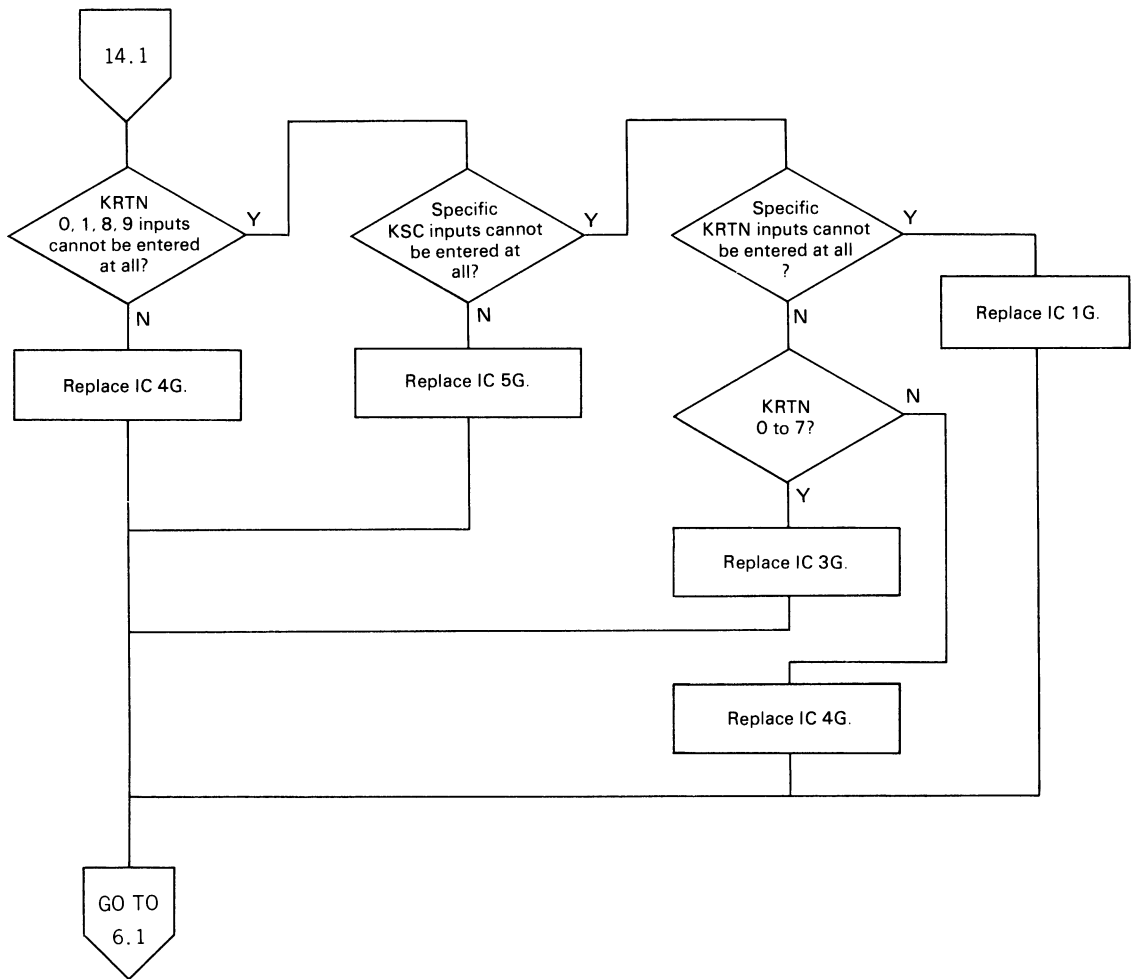 14.1
KRTN
0, 1, 8, 9 inputs
cannot be entered
at all?
Y
N
Replace IC 4G.
Specific
KSC inputs cannot
be entered at
all?
Y
N
Replace IC 5G.
Specific
KRTN inputs cannot
be entered at all
?
Y
N
Replace IC 1G.
KRTN
0 to 7?
N
Y
Replace IC 3G.
Replace IC 4G.
GO TO
6.1